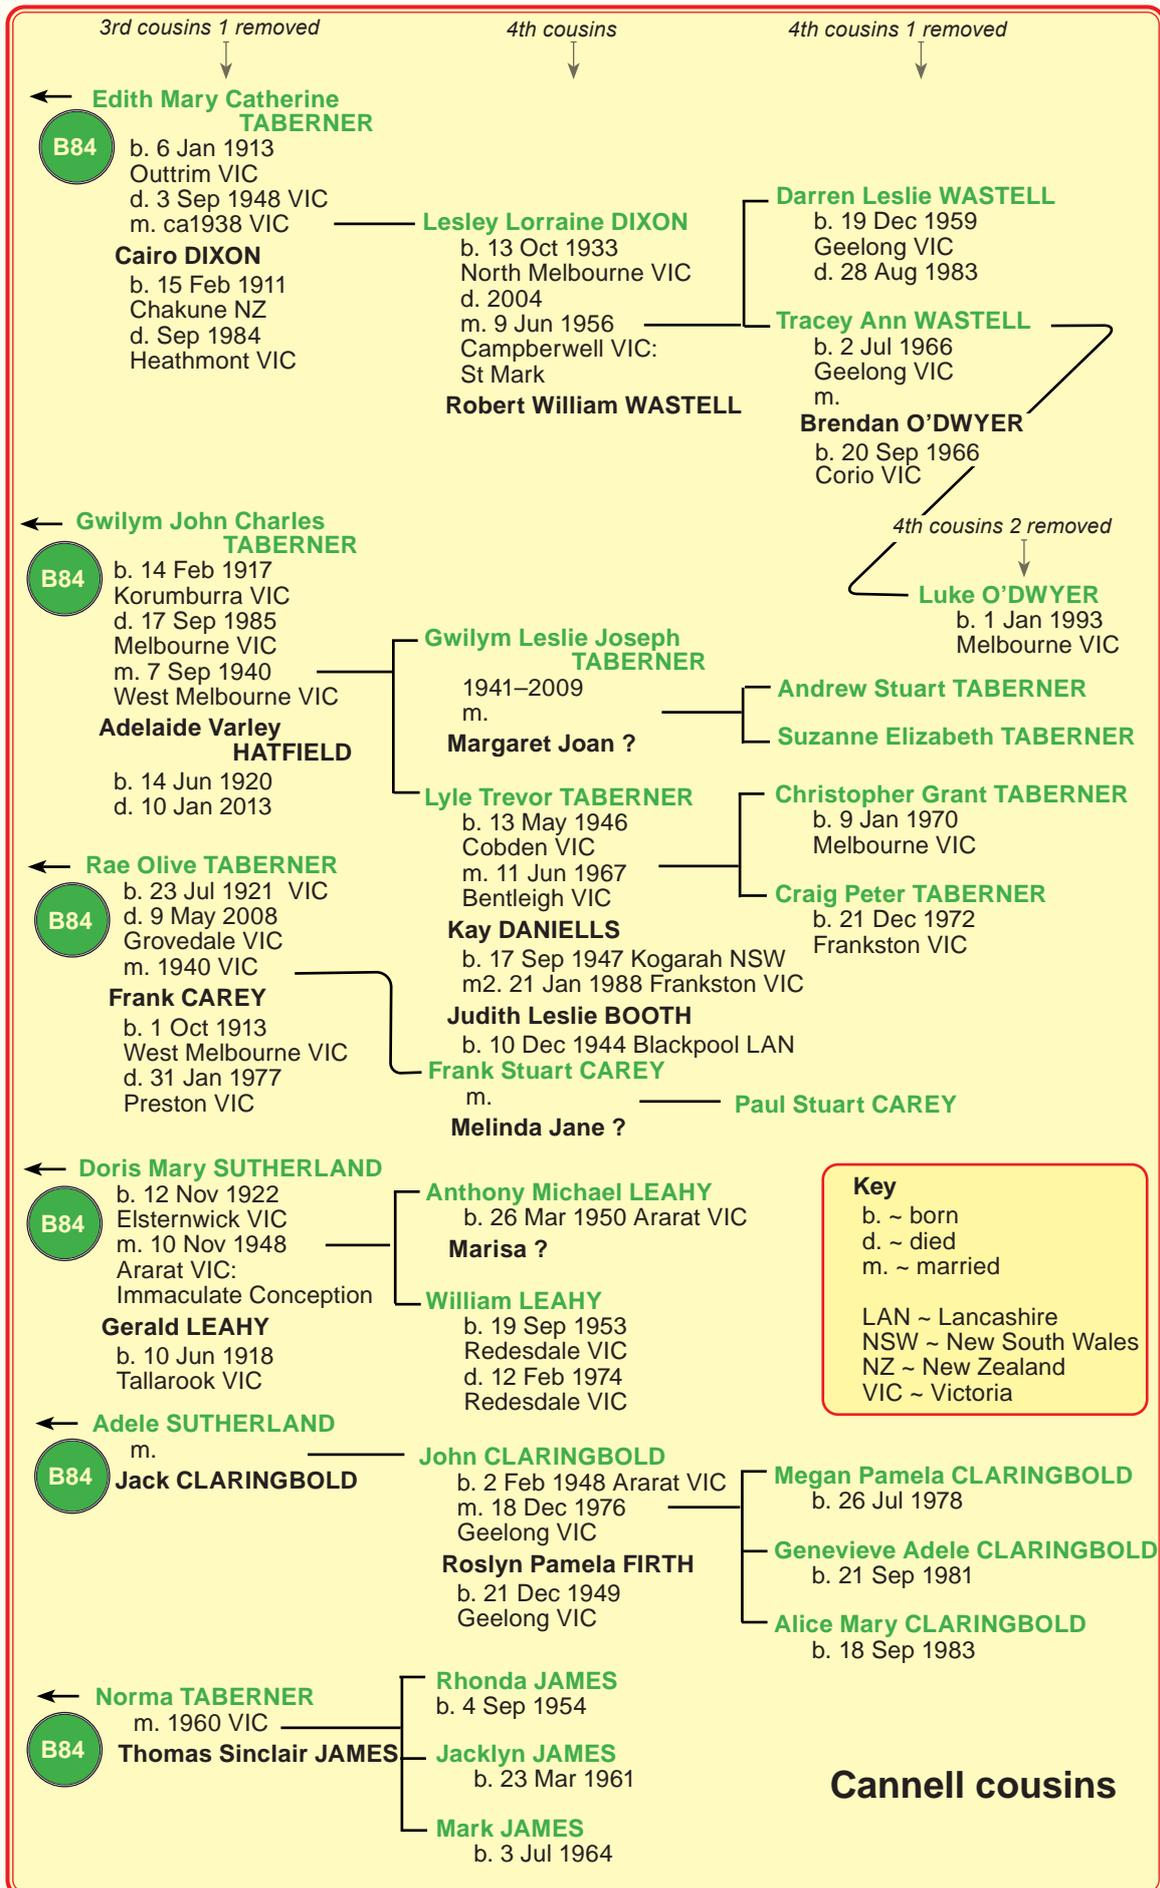 3rd cousins 1 removed
4th cousins
4th cousins 1 removed
Edith Mary Catherine
TABERNER
B84
b. 6 Jan 1913
Outtrim VIC
d. 3 Sep 1948 VIC
m. ca1938 VIC
Cairo DIXON
b. 15 Feb 1911
Chakune NZ
d. Sep 1984
Heathmont VIC
Lesley Lorraine DIXON
b. 13 Oct 1933
North Melbourne VIC
d. 2004
m. 9 Jun 1956
Campberwell VIC:
St Mark
Robert William WASTELL
Darren Leslie WASTELL
b. 19 Dec 1959
Geelong VIC
d. 28 Aug 1983
Tracey Ann WASTELL
b. 2 Jul 1966
Geelong VIC
m.
Brendan O'DWYER
b. 20 Sep 1966
Corio VIC
4th cousins 2 removed
Luke O'DWYER
b. 1 Jan 1993
Melbourne VIC
Gwilym John Charles
TABERNER
B84
b. 14 Feb 1917
Korumburra VIC
d. 17 Sep 1985
Melbourne VIC
m. 7 Sep 1940
West Melbourne VIC
Adelaide Varley
HATFIELD
b. 14 Jun 1920
d. 10 Jan 2013
Gwilym Leslie Joseph
TABERNER
1941–2009
m.
Margaret Joan ?
Andrew Stuart TABERNER
Suzanne Elizabeth TABERNER
Lyle Trevor TABERNER
b. 13 May 1946
Cobden VIC
m. 11 Jun 1967
Bentleigh VIC
Kay DANIELLS
b. 17 Sep 1947 Kogarah NSW
m2. 21 Jan 1988 Frankston VIC
Judith Leslie BOOTH
b. 10 Dec 1944 Blackpool LAN
Christopher Grant TABERNER
b. 9 Jan 1970
Melbourne VIC
Craig Peter TABERNER
b. 21 Dec 1972
Frankston VIC
Rae Olive TABERNER
B84
b. 23 Jul 1921 VIC
d. 9 May 2008
Grovedale VIC
m. 1940 VIC
Frank CAREY
b. 1 Oct 1913
West Melbourne VIC
d. 31 Jan 1977
Preston VIC
Frank Stuart CAREY
m.
Melinda Jane ?
Paul Stuart CAREY
Doris Mary SUTHERLAND
B84
b. 12 Nov 1922
Elsternwick VIC
m. 10 Nov 1948
Ararat VIC:
Immaculate Conception
Gerald LEAHY
b. 10 Jun 1918
Tallarook VIC
Anthony Michael LEAHY
b. 26 Mar 1950 Ararat VIC
Marisa ?
William LEAHY
b. 19 Sep 1953
Redesdale VIC
d. 12 Feb 1974
Redesdale VIC
Key
b. ~ born
d. ~ died
m. ~ married
LAN ~ Lancashire
NSW ~ New South Wales
NZ ~ New Zealand
VIC ~ Victoria
Adele SUTHERLAND
B84
m.
Jack CLARINGBOLD
John CLARINGBOLD
b. 2 Feb 1948 Ararat VIC
m. 18 Dec 1976
Geelong VIC
Roslyn Pamela FIRTH
b. 21 Dec 1949
Geelong VIC
Megan Pamela CLARINGBOLD
b. 26 Jul 1978
Genevieve Adele CLARINGBOLD
b. 21 Sep 1981
Alice Mary CLARINGBOLD
b. 18 Sep 1983
Norma TABERNER
B84
m. 1960 VIC
Thomas Sinclair JAMES
Rhonda JAMES
b. 4 Sep 1954
Jacklyn JAMES
b. 23 Mar 1961
Mark JAMES
b. 3 Jul 1964
Cannell cousins